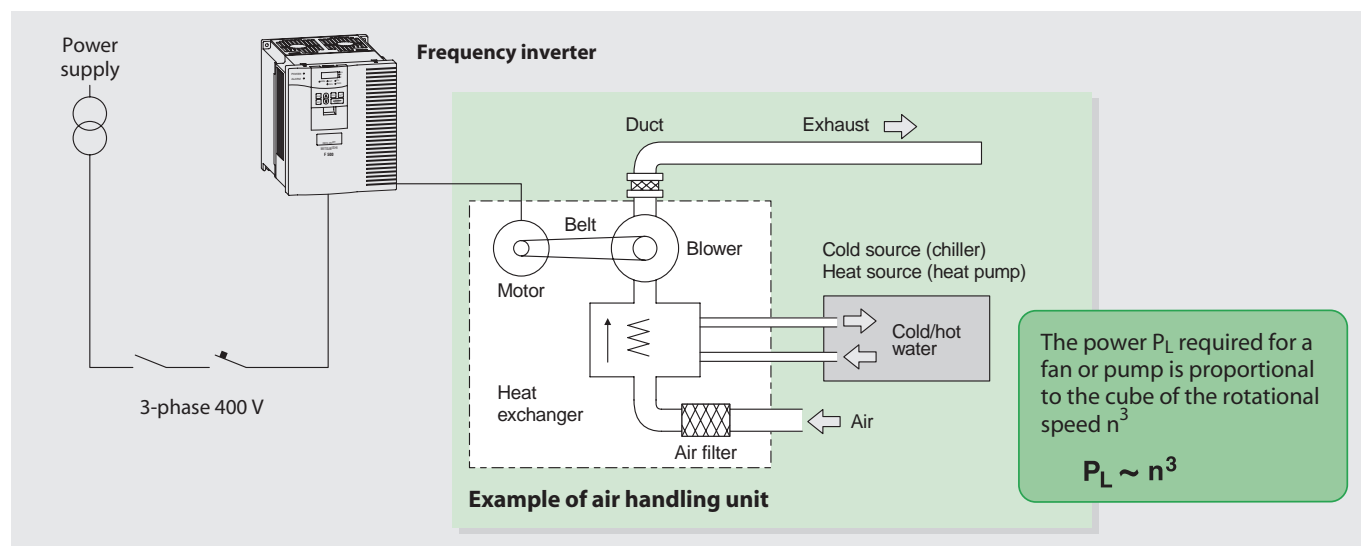 Power
supply
Frequency inverter
F 500
3-phase 400 V
Duct
Exhaust
Belt
Blower
Motor
Cold source (chiller)
Heat source (heat pump)
Cold/hot
water
Heat
exchanger
Air
Air filter
Example of air handling unit
The power PL required for a
fan or pump is proportional
to the cube of the rotational
speed n³
PL ~ n³